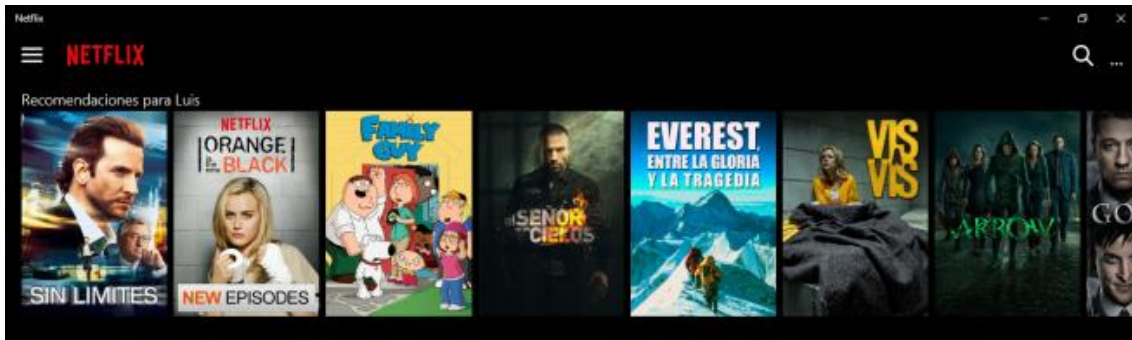 Netflix
NETFLIX
...
Recomendaciones para Luis
SIN LIMITES
NETFLIX
ORANGE
BLACK
NEW EPISODES
FAMILY
GUY
el SEÑOR
CIELOS
EVEREST,
ENTRE LA GLORIA
Y LA TRAGEDIA
VIS
VIS
ARROW
GO